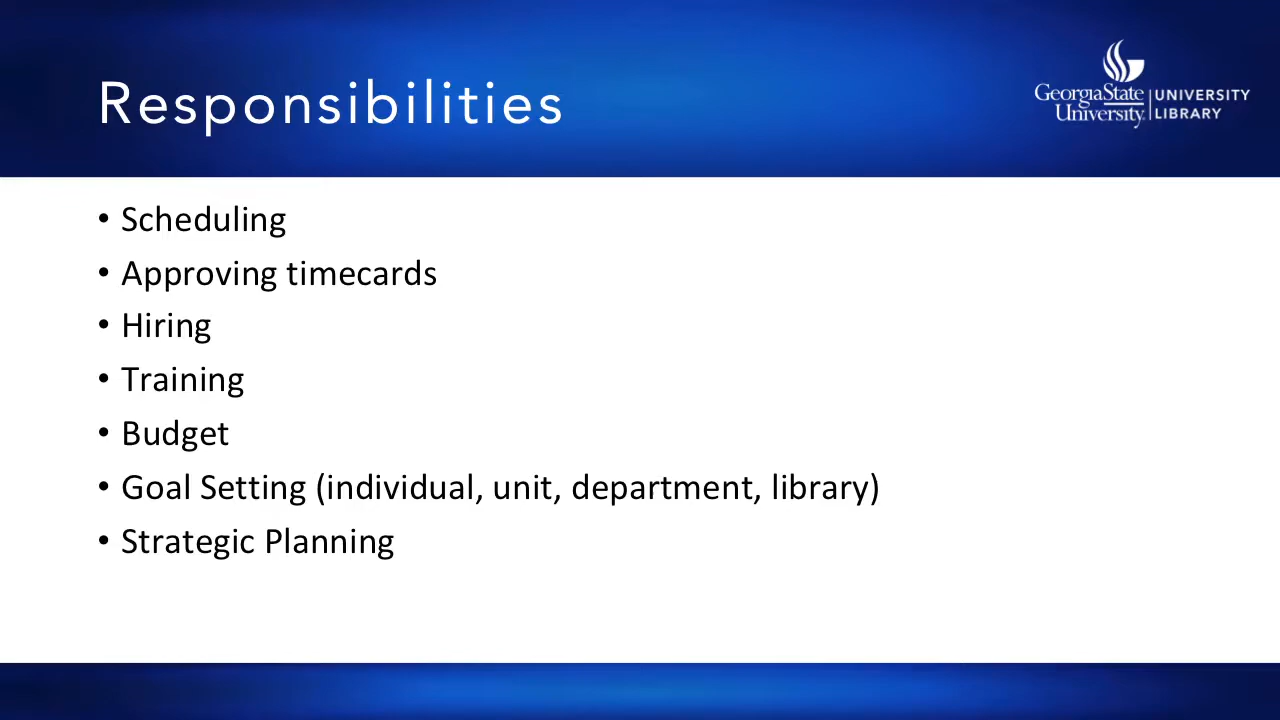 Responsibilities
GeorgiaState
University
UNIVERSITY
LIBRARY
• Scheduling
• Approving timecards
• Hiring
• Training
• Budget
• Goal Setting (individual, unit, department, library)
• Strategic Planning